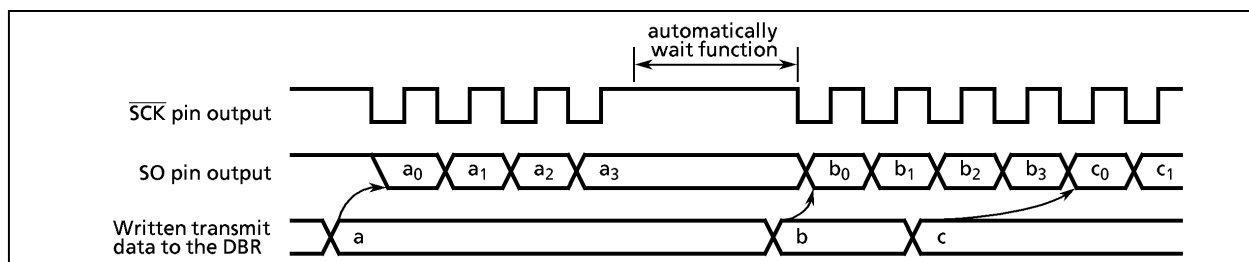 automatically
wait function
S̅C̅K̅ pin output
SO pin output
a₀ a₁ a₂ a₃ b₀ b₁ b₂ b₃ c₀ c₁
Written transmit
data to the DBR
a b c